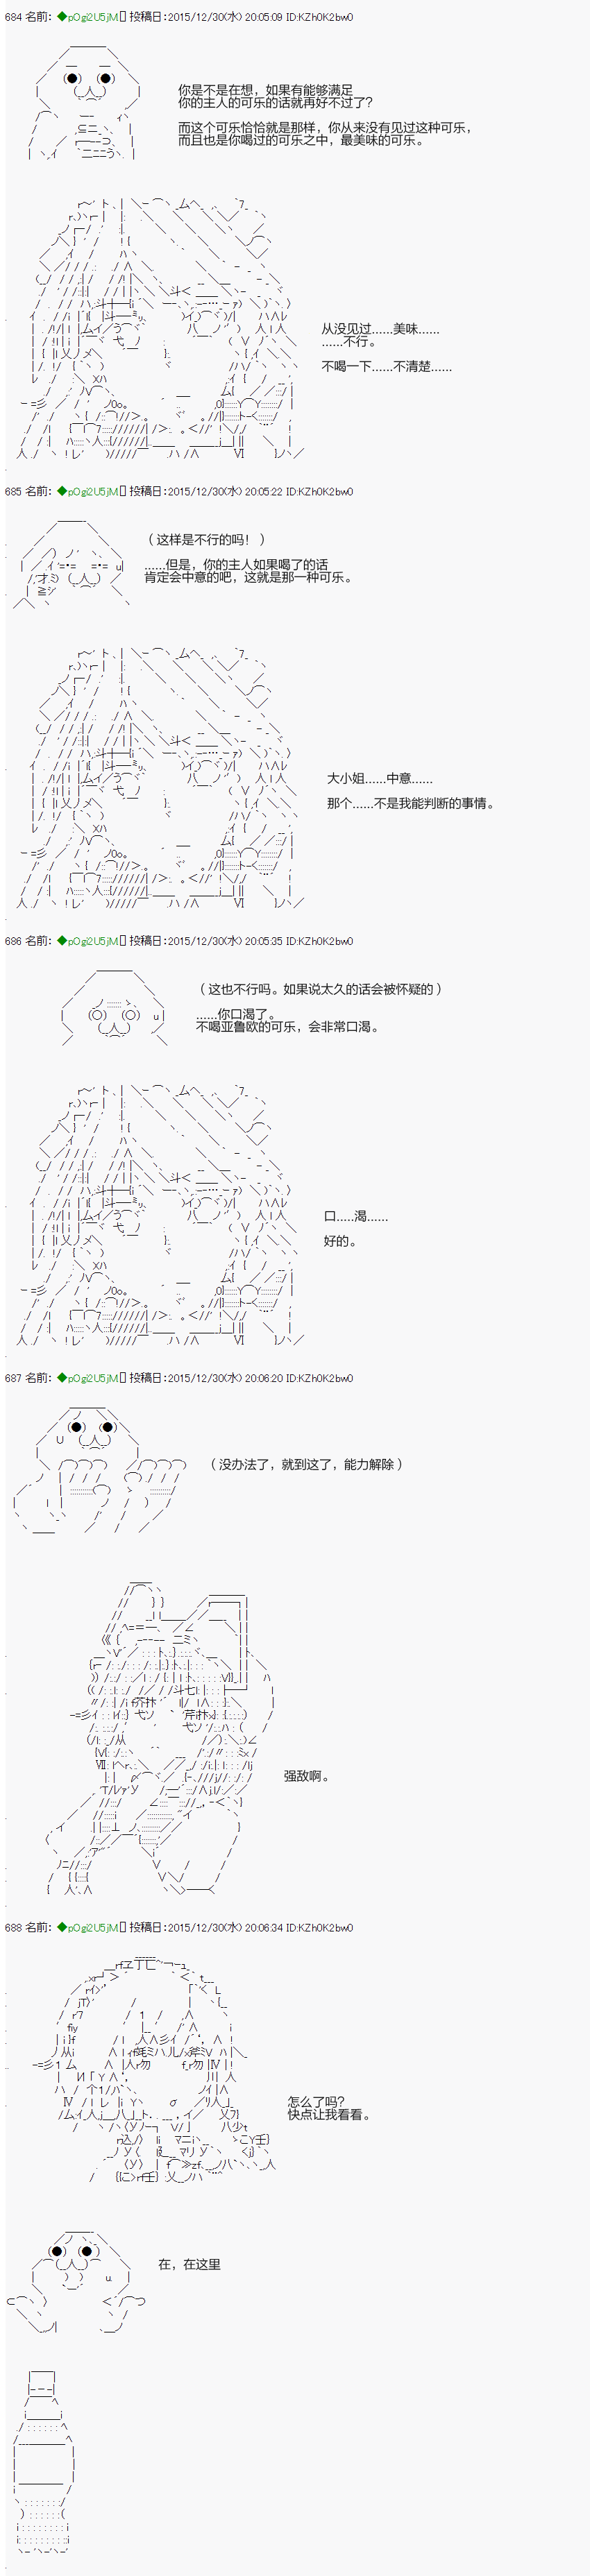 684 名前： ◆pOgi2U5jM. 投稿日：2015/12/30(水) 20:05:09 ID:KZh0K2bw0
你是不是在想，如果有能够满足
你的主人的可乐的话就再好不过了？
而这个可乐恰恰就是那样，你从来没有见过这种可乐，
而且也是你喝过的可乐之中，最美味的可乐。
从没见过……美味……
……不行。
不喝一下……不清楚……
685 名前： ◆pOgi2U5jM. 投稿日：2015/12/30(水) 20:05:22 ID:KZh0K2bw0
（这样是不行的吗！）
……但是，你的主人如果喝了的话
肯定会中意的吧，这就是那一种可乐。
大小姐……中意……
那个……不是我能判断的事情。
686 名前： ◆pOgi2U5jM. 投稿日：2015/12/30(水) 20:05:35 ID:KZh0K2bw0
（这也不行吗。如果说太久的话会被怀疑的）
……你口渴了。
不喝亚鲁欧的可乐，会非常口渴。
口……渴……
好的。
687 名前： ◆pOgi2U5jM. 投稿日：2015/12/30(水) 20:06:20 ID:KZh0K2bw0
（没办法了，就到这了，能力解除）
强敌啊。
688 名前： ◆pOgi2U5jM. 投稿日：2015/12/30(水) 20:06:34 ID:KZh0K2bw0
怎么了吗？
快点让我看看。
在，在这里